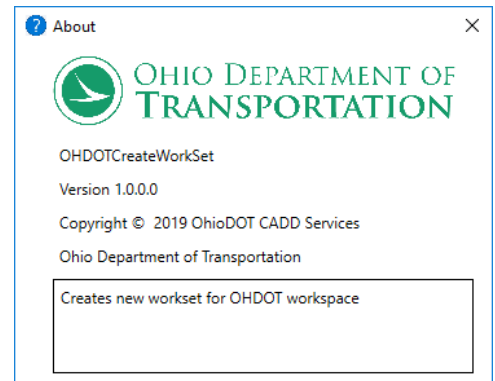 About
OHIO DEPARTMENT OF
TRANSPORTATION
OHDOTCreateWorkSet
Version 1.0.0.0
Copyright © 2019 OhioDOT CADD Services
Ohio Department of Transportation
Creates new workset for OHDOT workspace